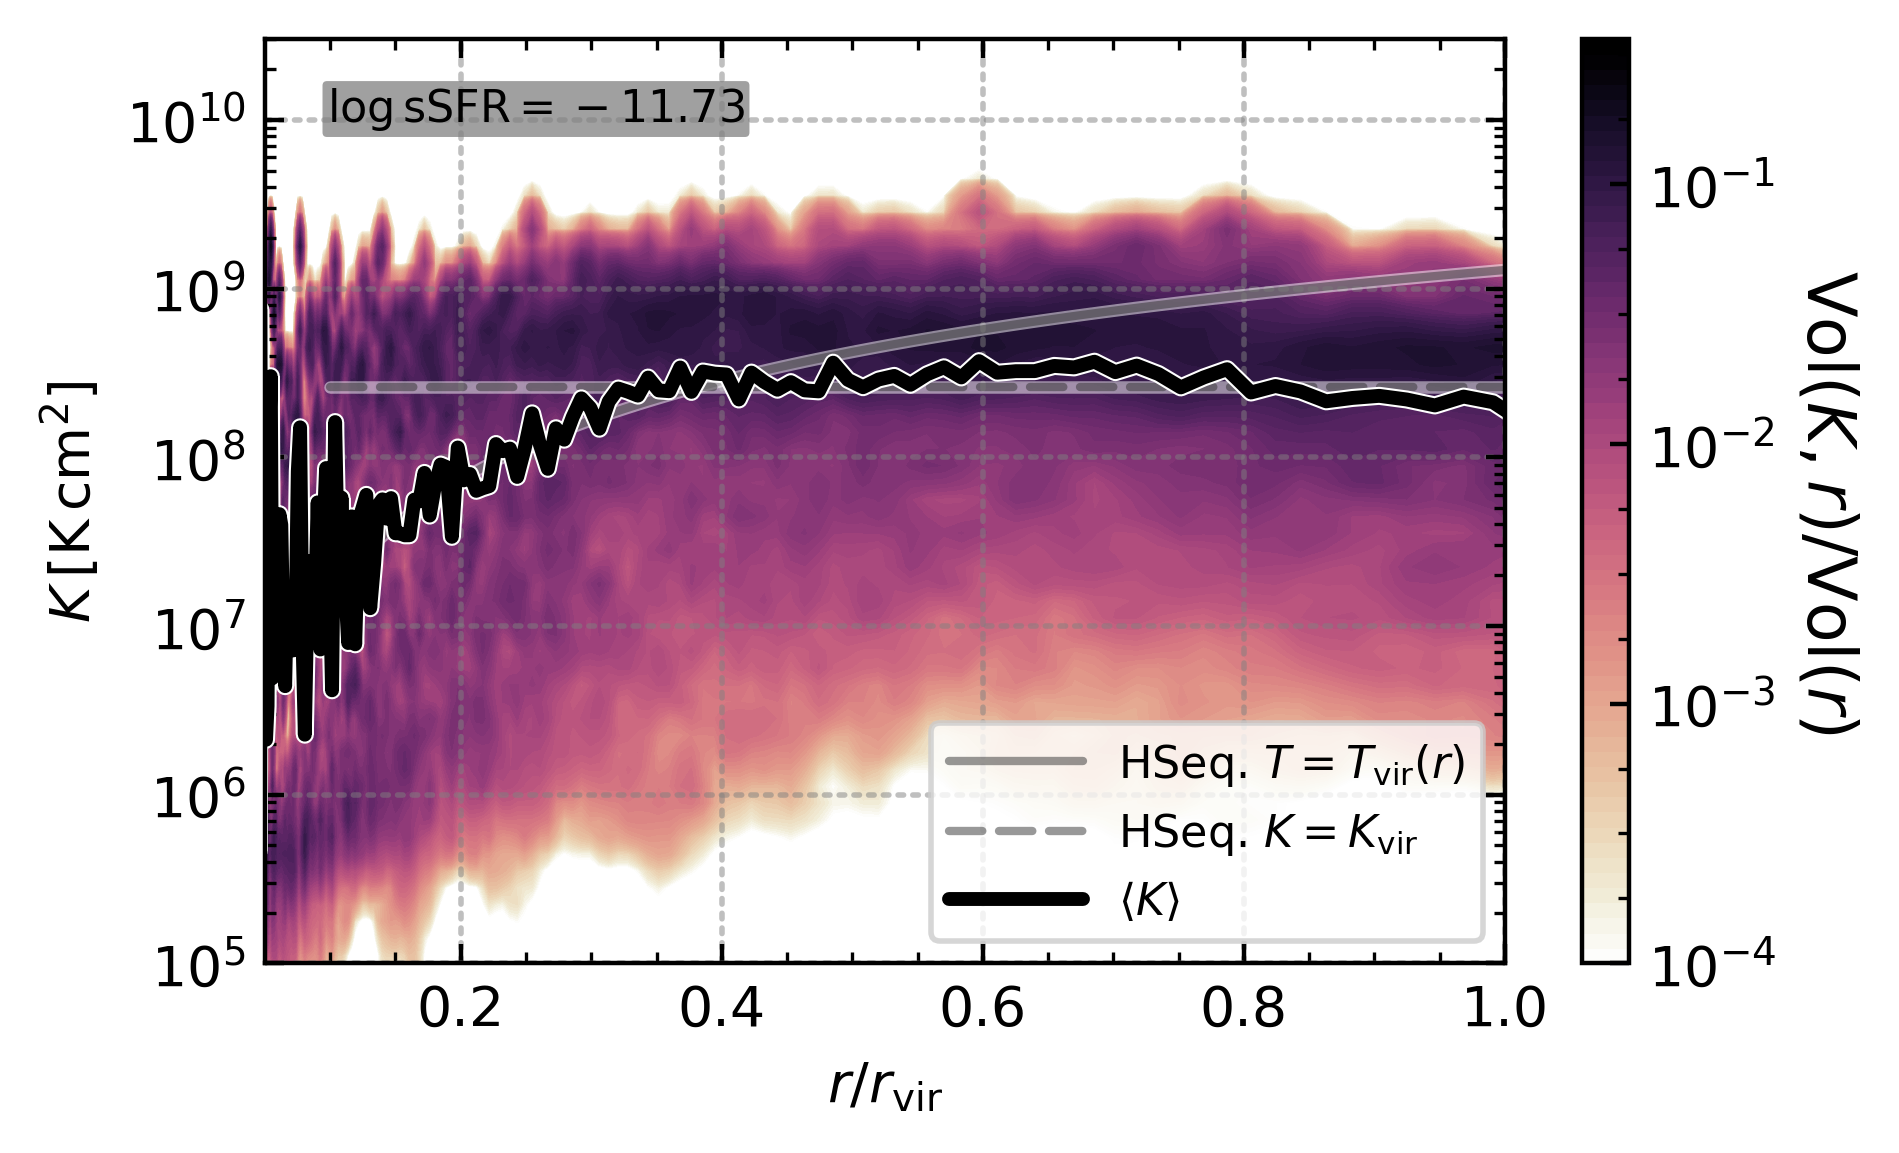 log sSFR = − 11.73
10^10
10^9
10^8
10^7
10^6
10^5
K [K cm^2]
0.2 0.4 0.6 0.8 1.0
r/r_vir
HSeq. T = T_vir(r)
HSeq. K = K_vir
⟨K⟩
10^−1
10^−2
10^−3
10^−4
Vol(K, r)/Vol(r)